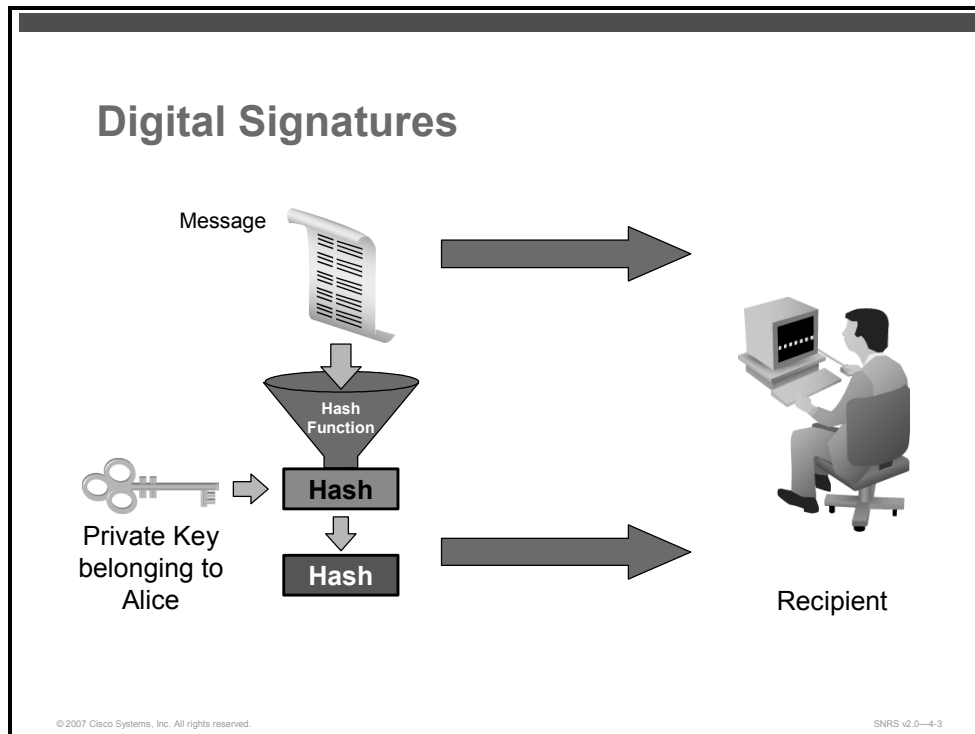 Digital Signatures
Message
Hash
Function
Hash
Private Key
belonging to
Alice
Hash
Recipient
© 2007 Cisco Systems, Inc. All rights reserved.
SNRS v2.0—4-3